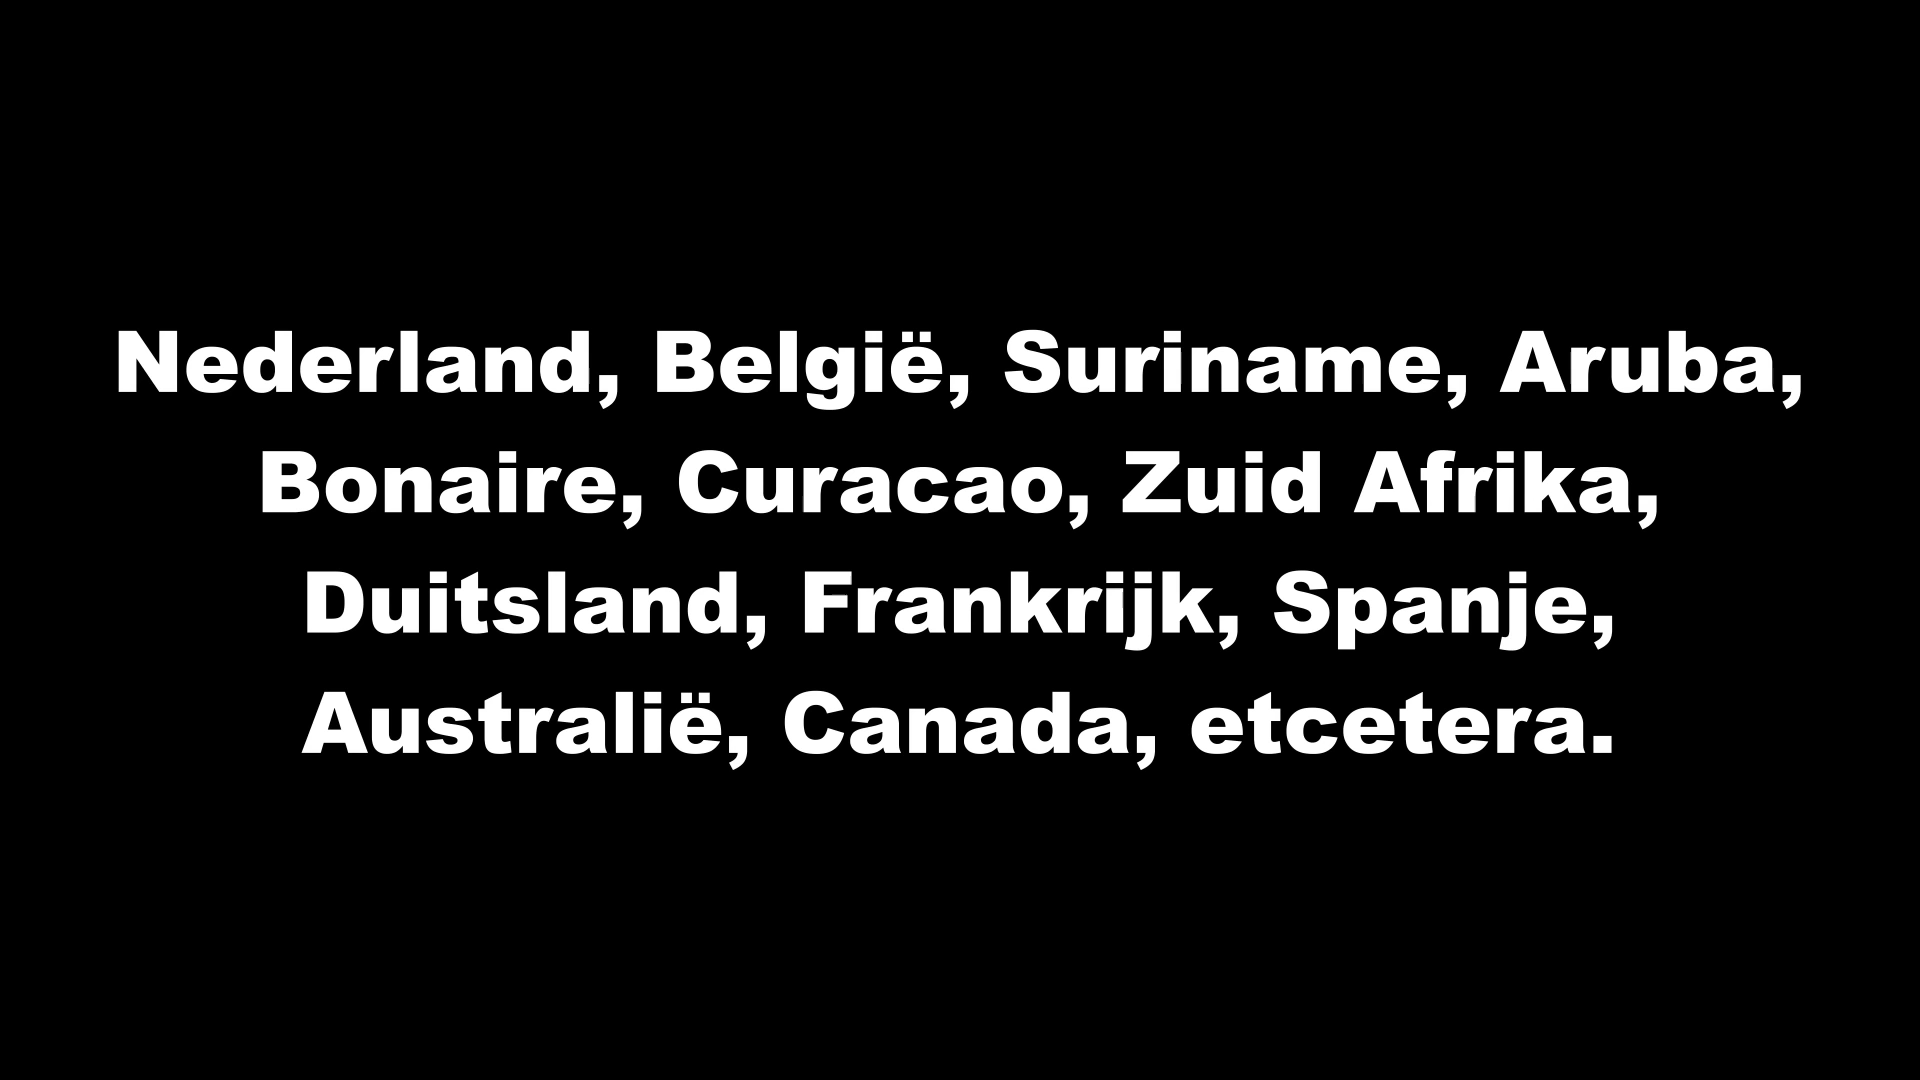 Nederland, België, Suriname, Aruba,
Bonaire, Curacao, Zuid Afrika,
Duitsland, Frankrijk, Spanje,
Australië, Canada, etcetera.